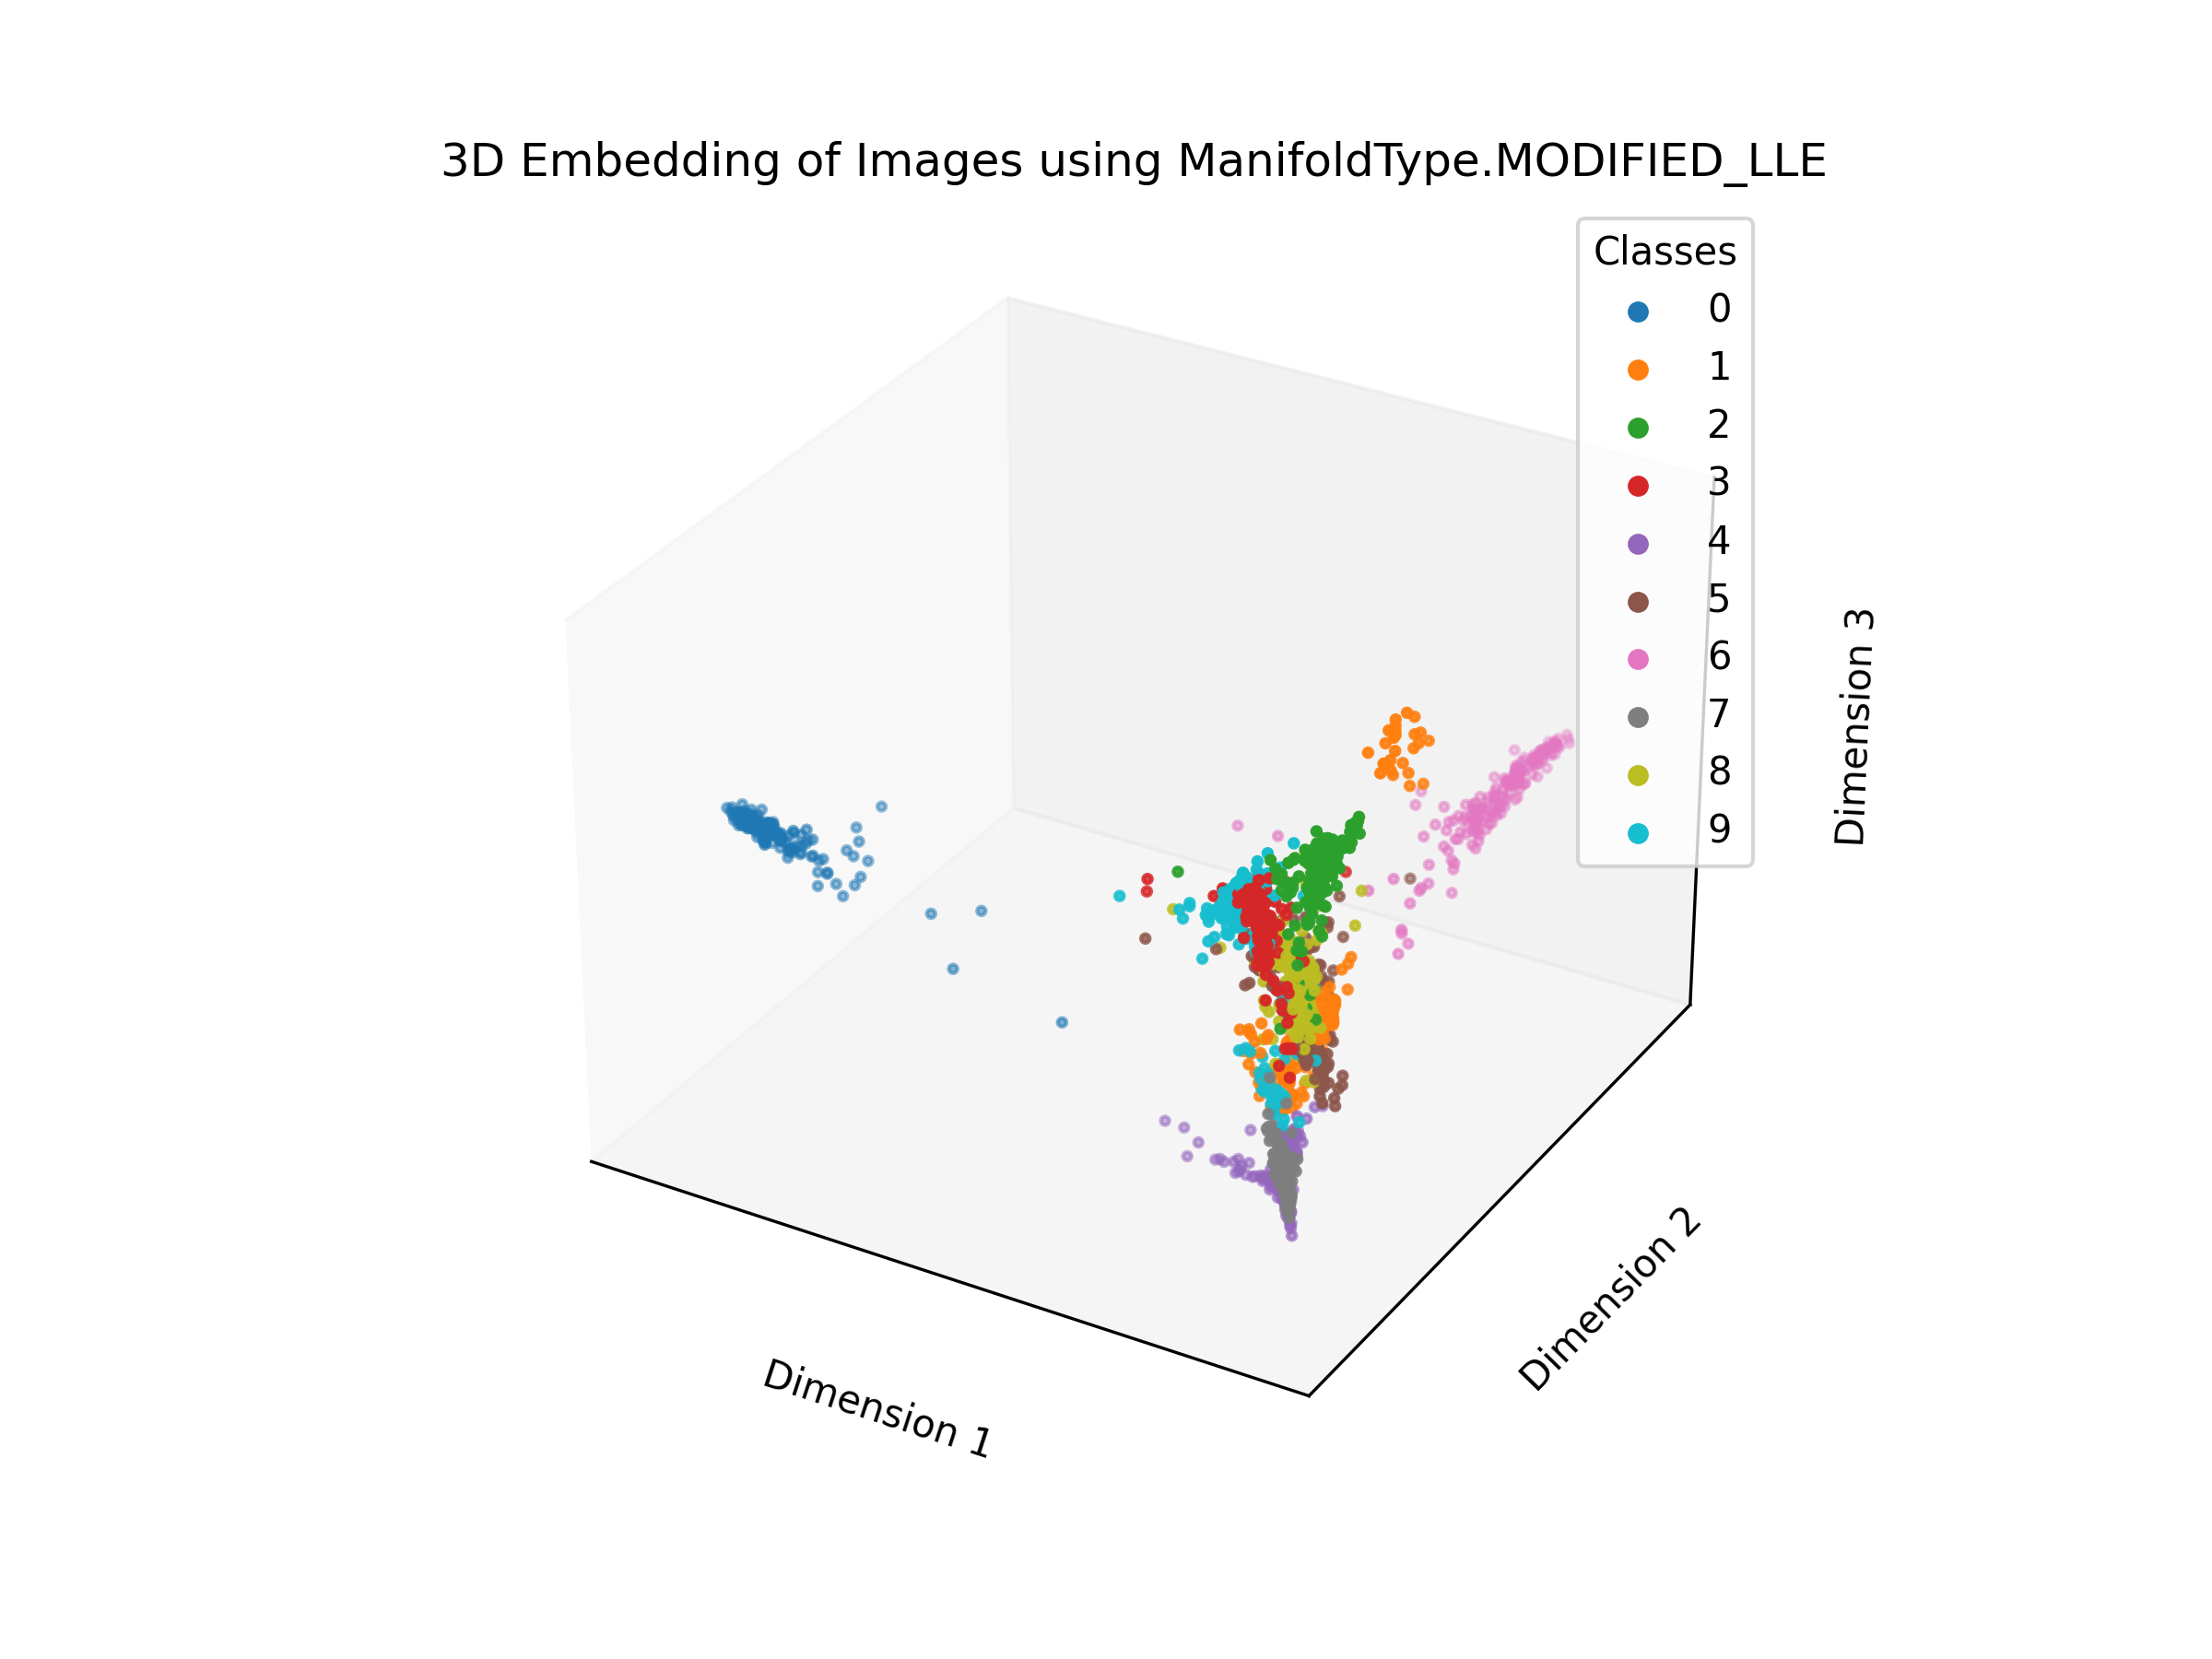 3D Embedding of Images using ManifoldType.MODIFIED_LLE
Classes
0
1
2
3
4
5
6
7
8
9
Dimension 3
Dimension 2
Dimension 1